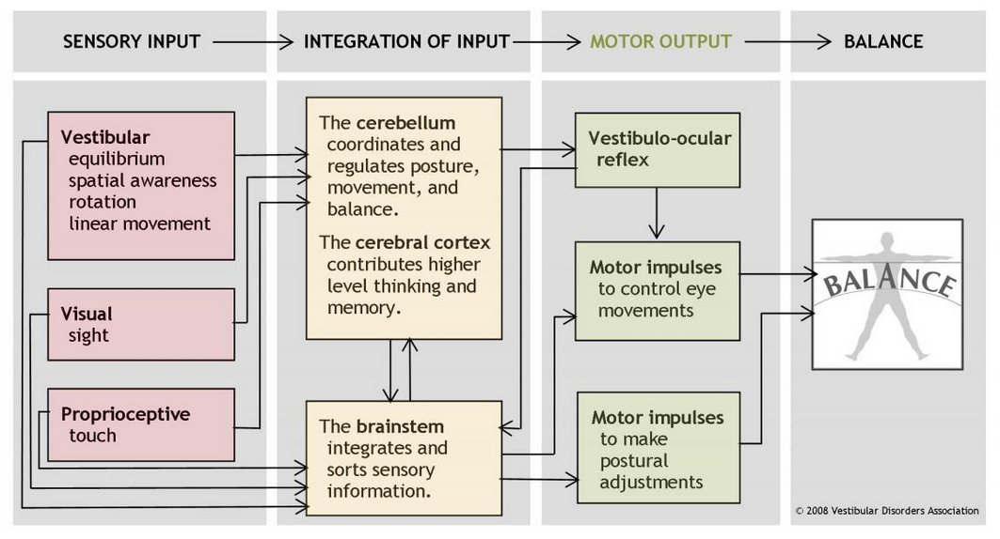 SENSORY INPUT
INTEGRATION OF INPUT
MOTOR OUTPUT
BALANCE
Vestibular
equilibrium
spatial awareness
rotation
linear movement
Visual
sight
Proprioceptive
touch
The cerebellum
coordinates and
regulates posture,
movement, and
balance.
The cerebral cortex
contributes higher
level thinking and
memory.
The brainstem
integrates and
sorts sensory
information.
Vestibulo-ocular
reflex
Motor impulses
to control eye
movements
Motor impulses
to make
postural
adjustments
BALANCE
© 2008 Vestibular Disorders Association